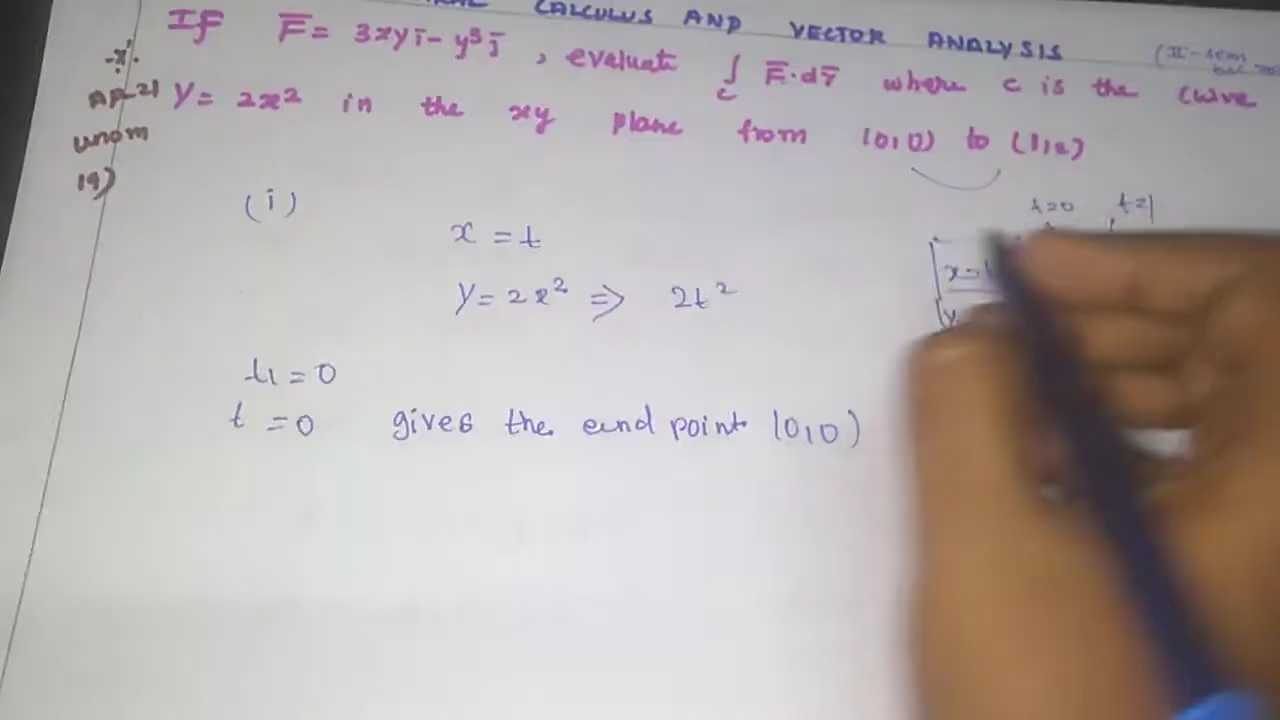 CALCULUS AND VECTOR ANALYSIS
If F̅ = 3xy i̅ - y³ j̅ , evaluate ∫c F̅.dr̅ where c is the curve
y = 2x² in the xy plane from (0,0) to (1,2)
AP-21
19)
(i)
x = t
y = 2x² => 2t²
t=0 t=1
x=
y
t1 = 0
t = 0 gives the end point (0,0)